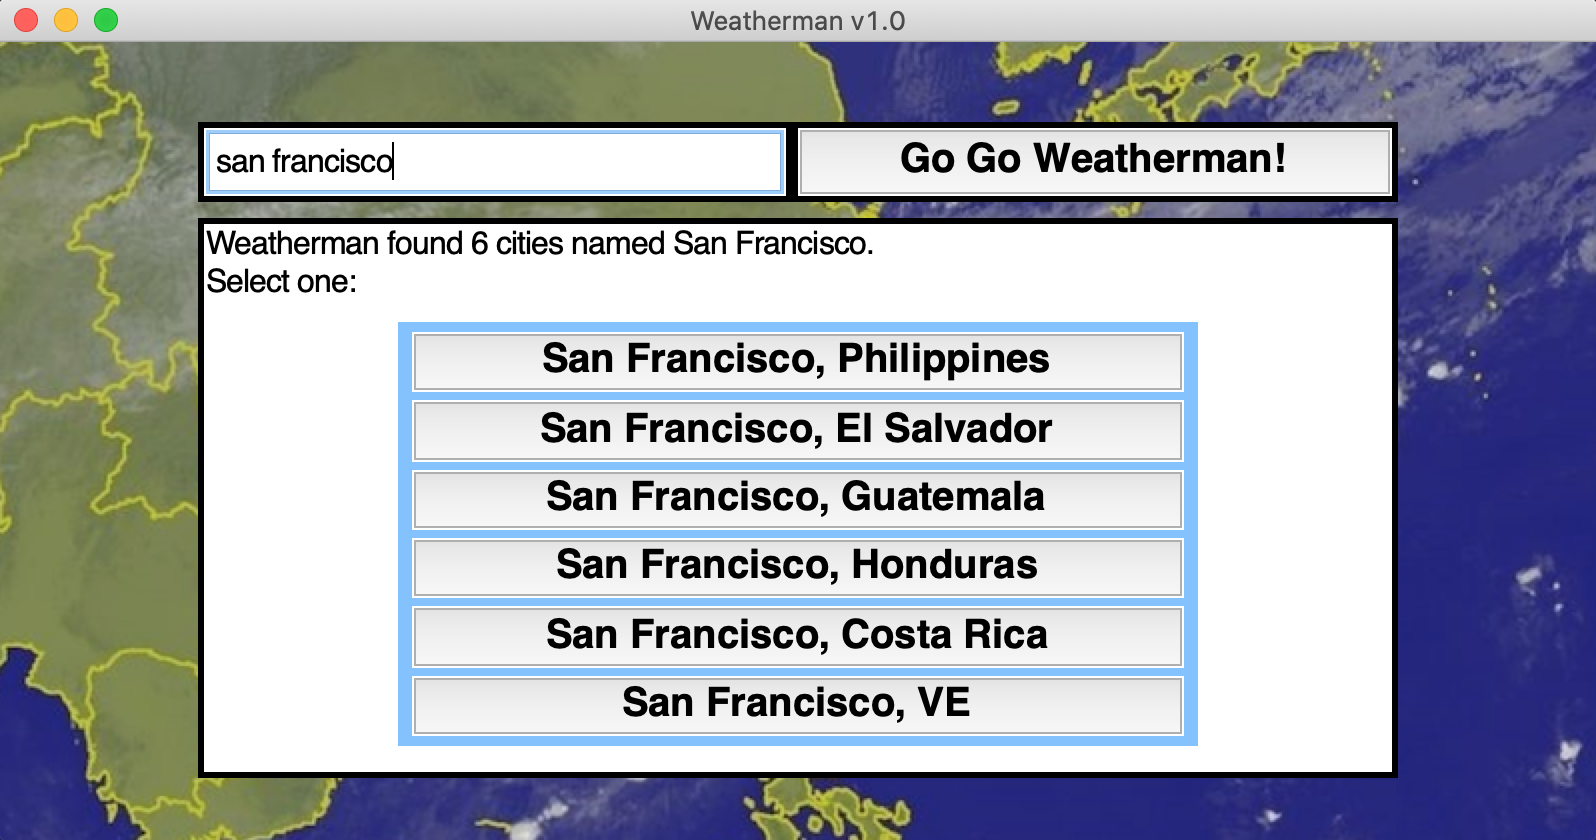 Weatherman v1.0
san francisco
Go Go Weatherman!
Weatherman found 6 cities named San Francisco.
Select one:
San Francisco, Philippines
San Francisco, El Salvador
San Francisco, Guatemala
San Francisco, Honduras
San Francisco, Costa Rica
San Francisco, VE